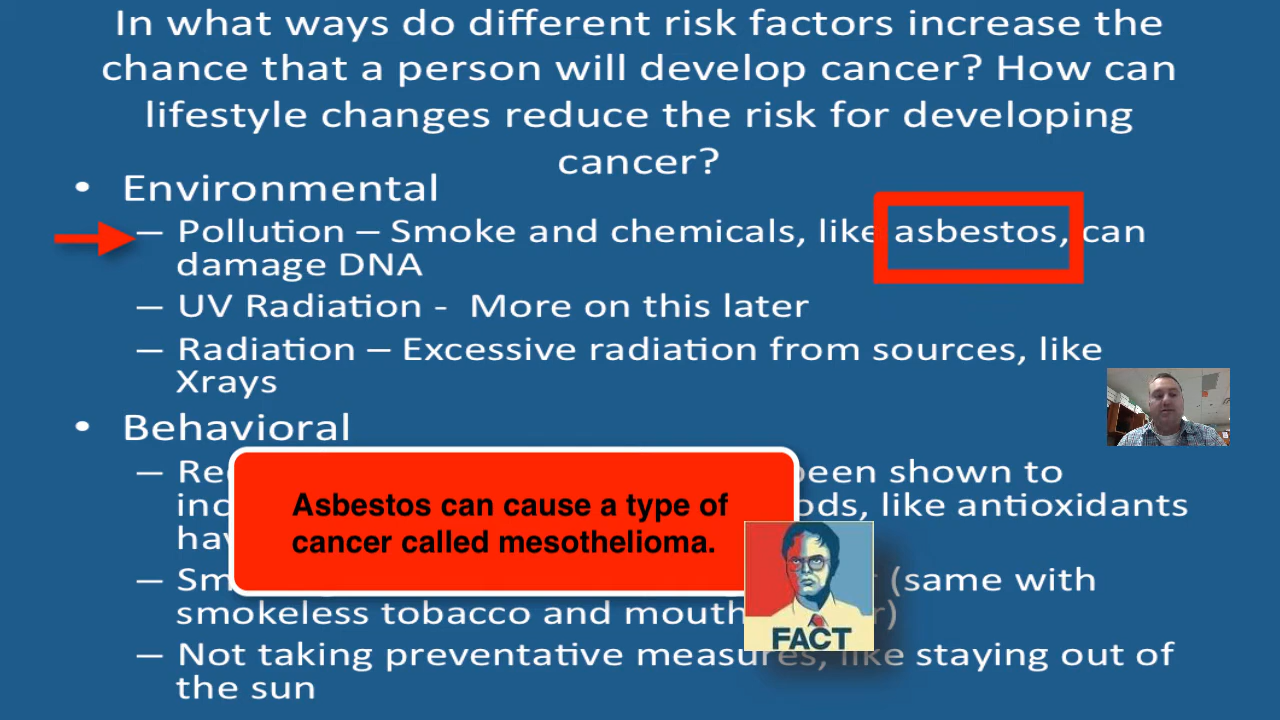 In what ways do different risk factors increase the
chance that a person will develop cancer? How can
lifestyle changes reduce the risk for developing
cancer?
• Environmental
– Pollution – Smoke and chemicals, like asbestos, can
damage DNA
– UV Radiation - More on this later
– Radiation – Excessive radiation from sources, like
Xrays
• Behavioral
– been shown to
like antioxidants
– (same with
smokeless tobacco and
– Not taking preventative measures, like staying out of
the sun
Asbestos can cause a type of
cancer called mesothelioma.
FACT